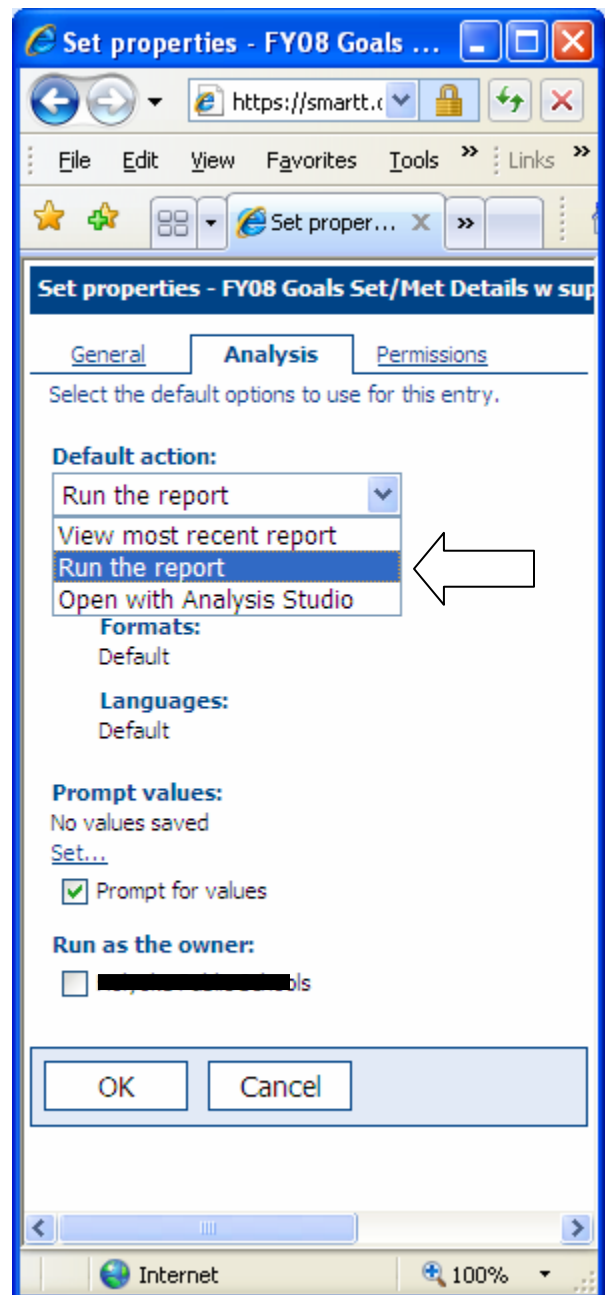 Set properties - FY08 Goals ...
https://smartt.
File Edit View Favorites Tools » Links »
Set proper... X »
Set properties - FY08 Goals Set/Met Details w sup
General Analysis Permissions
Select the default options to use for this entry.
Default action:
Run the report
View most recent report
Run the report
Open with Analysis Studio
Formats:
Default
Languages:
Default
Prompt values:
No values saved
Set...
Prompt for values
Run as the owner:
OK Cancel
Internet 100%